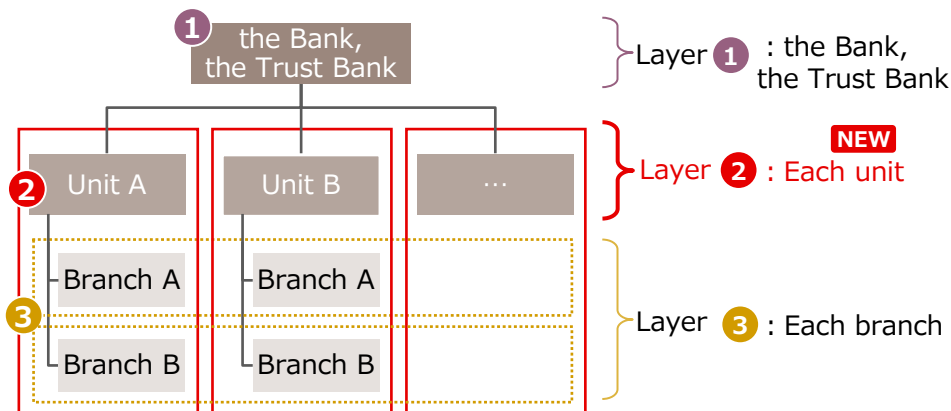 1
the Bank,
the Trust Bank
Layer 1 : the Bank,
the Trust Bank
NEW
2
Unit A
Unit B
...
Layer 2 : Each unit
Branch A
Branch A
3
Layer 3 : Each branch
Branch B
Branch B